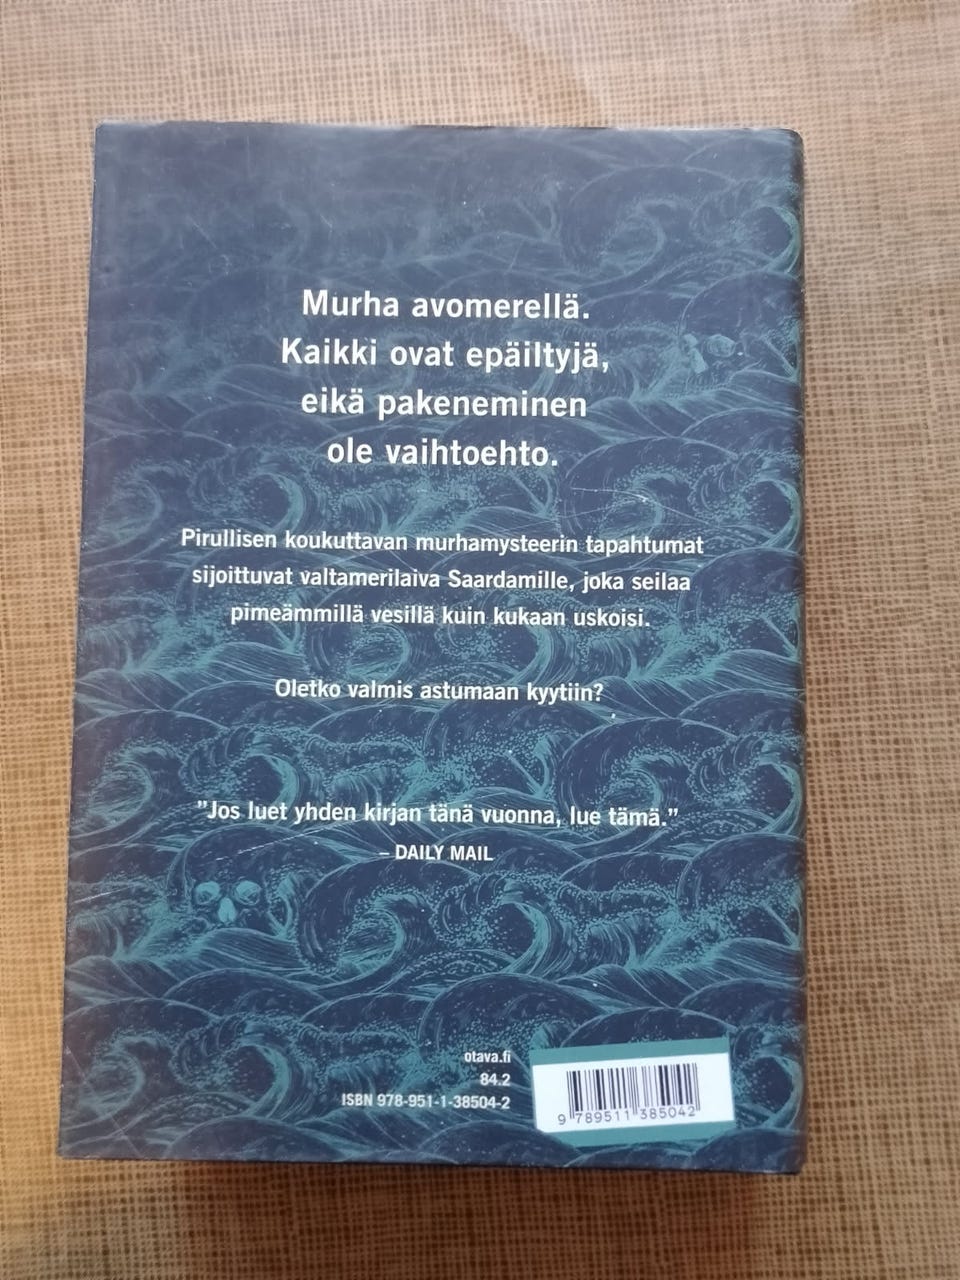 Murha avomerellä.
Kaikki ovat epäiltyjä,
eikä pakeneminen
ole vaihtoehto.
Pirullisen koukuttavan murhamysteerin tapahtumat
sijoittuvat valtamerilaiva Saardamille, joka seilaa
pimeämmillä vesillä kuin kukaan uskoisi.
Oletko valmis astumaan kyytiin?
”Jos luet yhden kirjan tänä vuonna, lue tämä.”
– DAILY MAIL
otava.fi
84.2
ISBN 978-951-1-38504-2
9 789511 385042